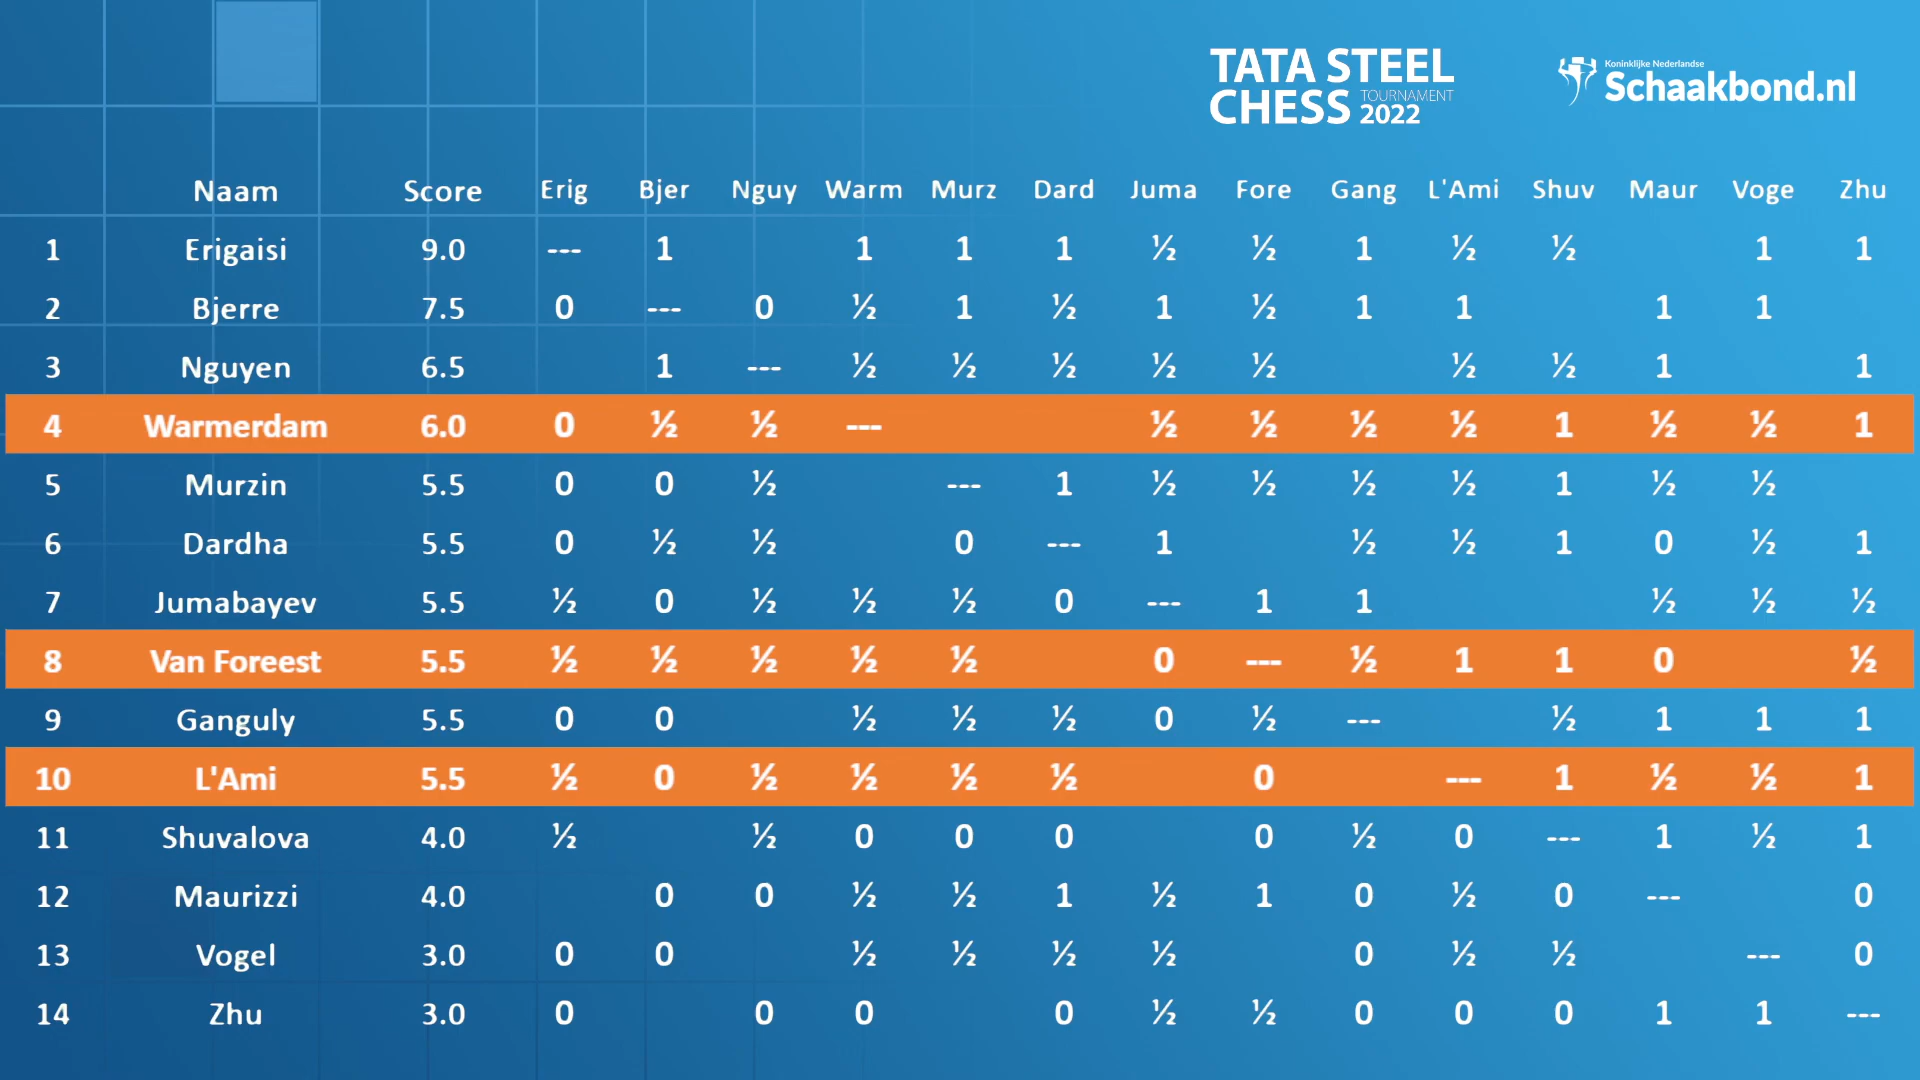 TATA STEEL
CHESS TOURNAMENT 2022
Koninklijke Nederlandse
Schaakbond.nl
Naam Score Erig Bjer Nguy Warm Murz Dard Juma Fore Gang L'Ami Shuv Maur Voge Zhu
1 Erigaisi 9.0 --- 1 1 1 1 ½ ½ 1 ½ ½ 1 1
2 Bjerre 7.5 0 --- 0 ½ 1 ½ 1 ½ 1 1 1 1
3 Nguyen 6.5 1 --- ½ ½ ½ ½ ½ ½ ½ 1 1
4 Warmerdam 6.0 0 ½ ½ --- ½ ½ ½ ½ 1 ½ ½ 1
5 Murzin 5.5 0 0 ½ --- 1 ½ ½ ½ ½ 1 ½ ½
6 Dardha 5.5 0 ½ ½ 0 --- 1 ½ ½ 1 0 ½ 1
7 Jumabayev 5.5 ½ 0 ½ ½ ½ 0 --- 1 1 ½ ½ ½
8 Van Foreest 5.5 ½ ½ ½ ½ ½ 0 --- ½ 1 1 0 ½
9 Ganguly 5.5 0 0 ½ ½ ½ 0 ½ --- ½ 1 1 1
10 L'Ami 5.5 ½ 0 ½ ½ ½ ½ 0 --- 1 ½ ½ 1
11 Shuvalova 4.0 ½ ½ 0 0 0 0 ½ 0 --- 1 ½ 1
12 Maurizzi 4.0 0 0 ½ ½ 1 ½ 1 0 ½ 0 --- 0
13 Vogel 3.0 0 0 ½ ½ ½ ½ 0 ½ ½ --- 0
14 Zhu 3.0 0 0 0 0 ½ ½ 0 0 0 1 1 ---